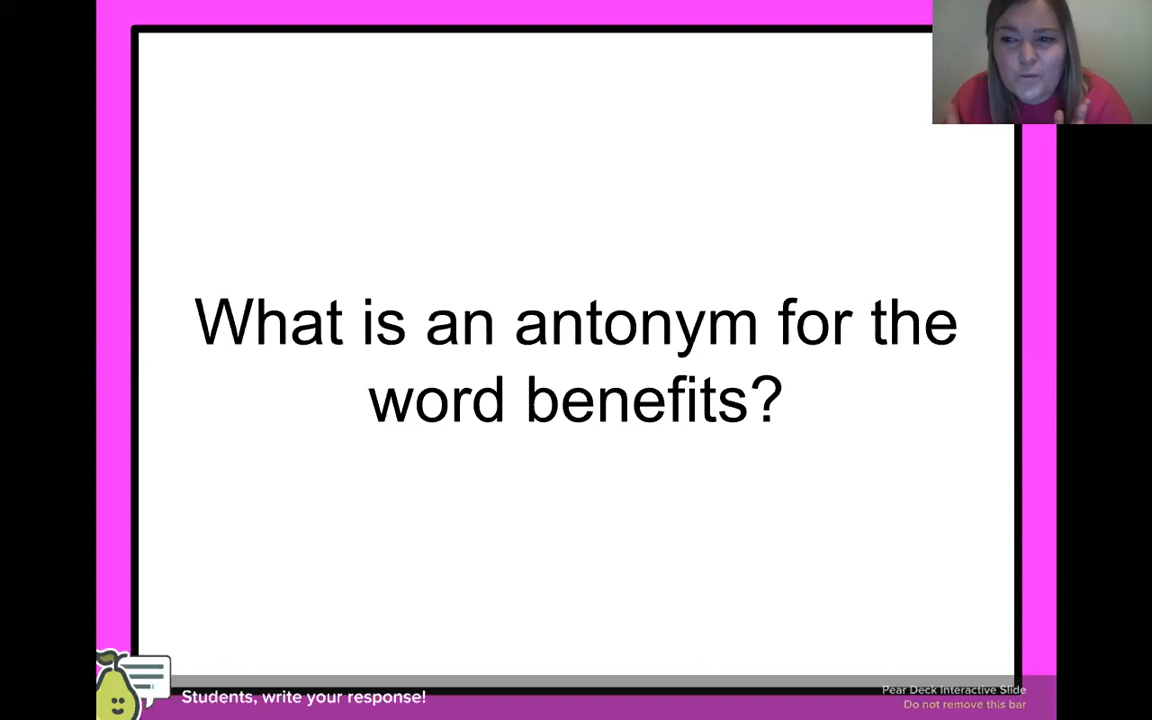 What is an antonym for the
word benefits?
Students, write your response!
Pear Deck Interactive Slide
Do not remove this bar